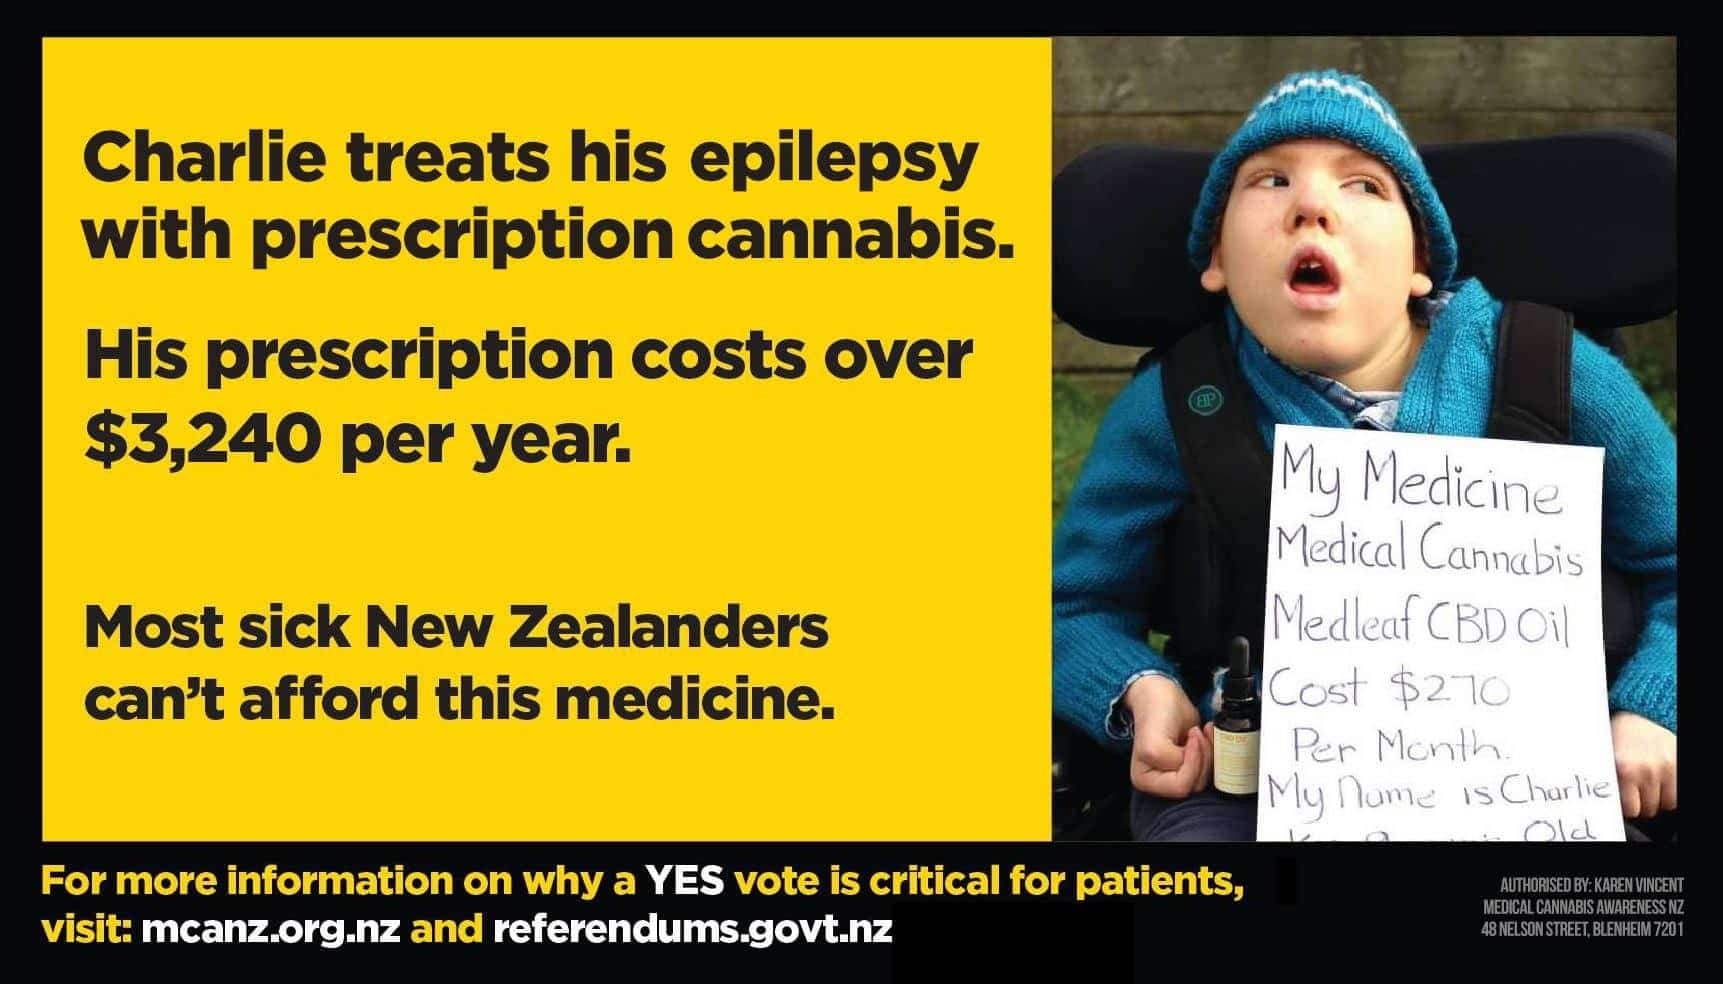 Charlie treats his epilepsy
with prescription cannabis.
His prescription costs over
$3,240 per year.
Most sick New Zealanders
can't afford this medicine.
BP
My Medicine
Medical Cannabis
Medleaf CBD Oil
Cost $270
Per Month.
My Name is Charlie
Old
For more information on why a YES vote is critical for patients,
visit: mcanz.org.nz and referendums.govt.nz
AUTHORISED BY: KAREN VINCENT
MEDICAL CANNABIS AWARENESS NZ
48 NELSON STREET, BLENHEIM 7201